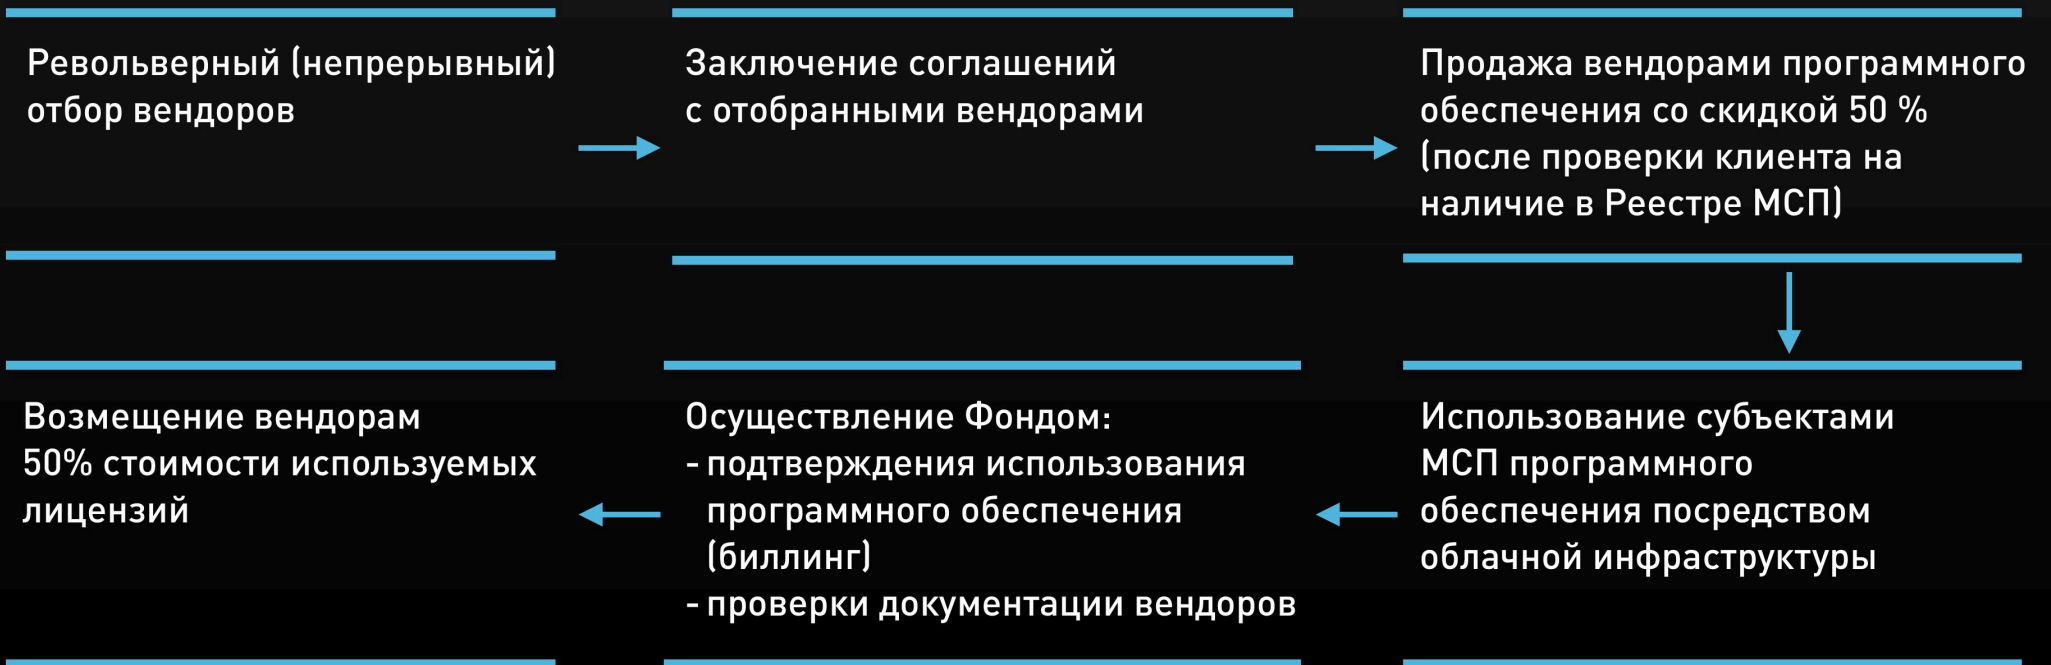 Револьверный (непрерывный)
отбор вендоров
Заключение соглашений
с отобранными вендорами
Продажа вендорами программного
обеспечения со скидкой 50 %
(после проверки клиента на
наличие в Реестре МСП)
Использование субъектами
МСП программного
обеспечения посредством
облачной инфраструктуры
Осуществление Фондом:
- подтверждения использования
программного обеспечения
(биллинг)
- проверки документации вендоров
Возмещение вендорам
50% стоимости используемых
лицензий